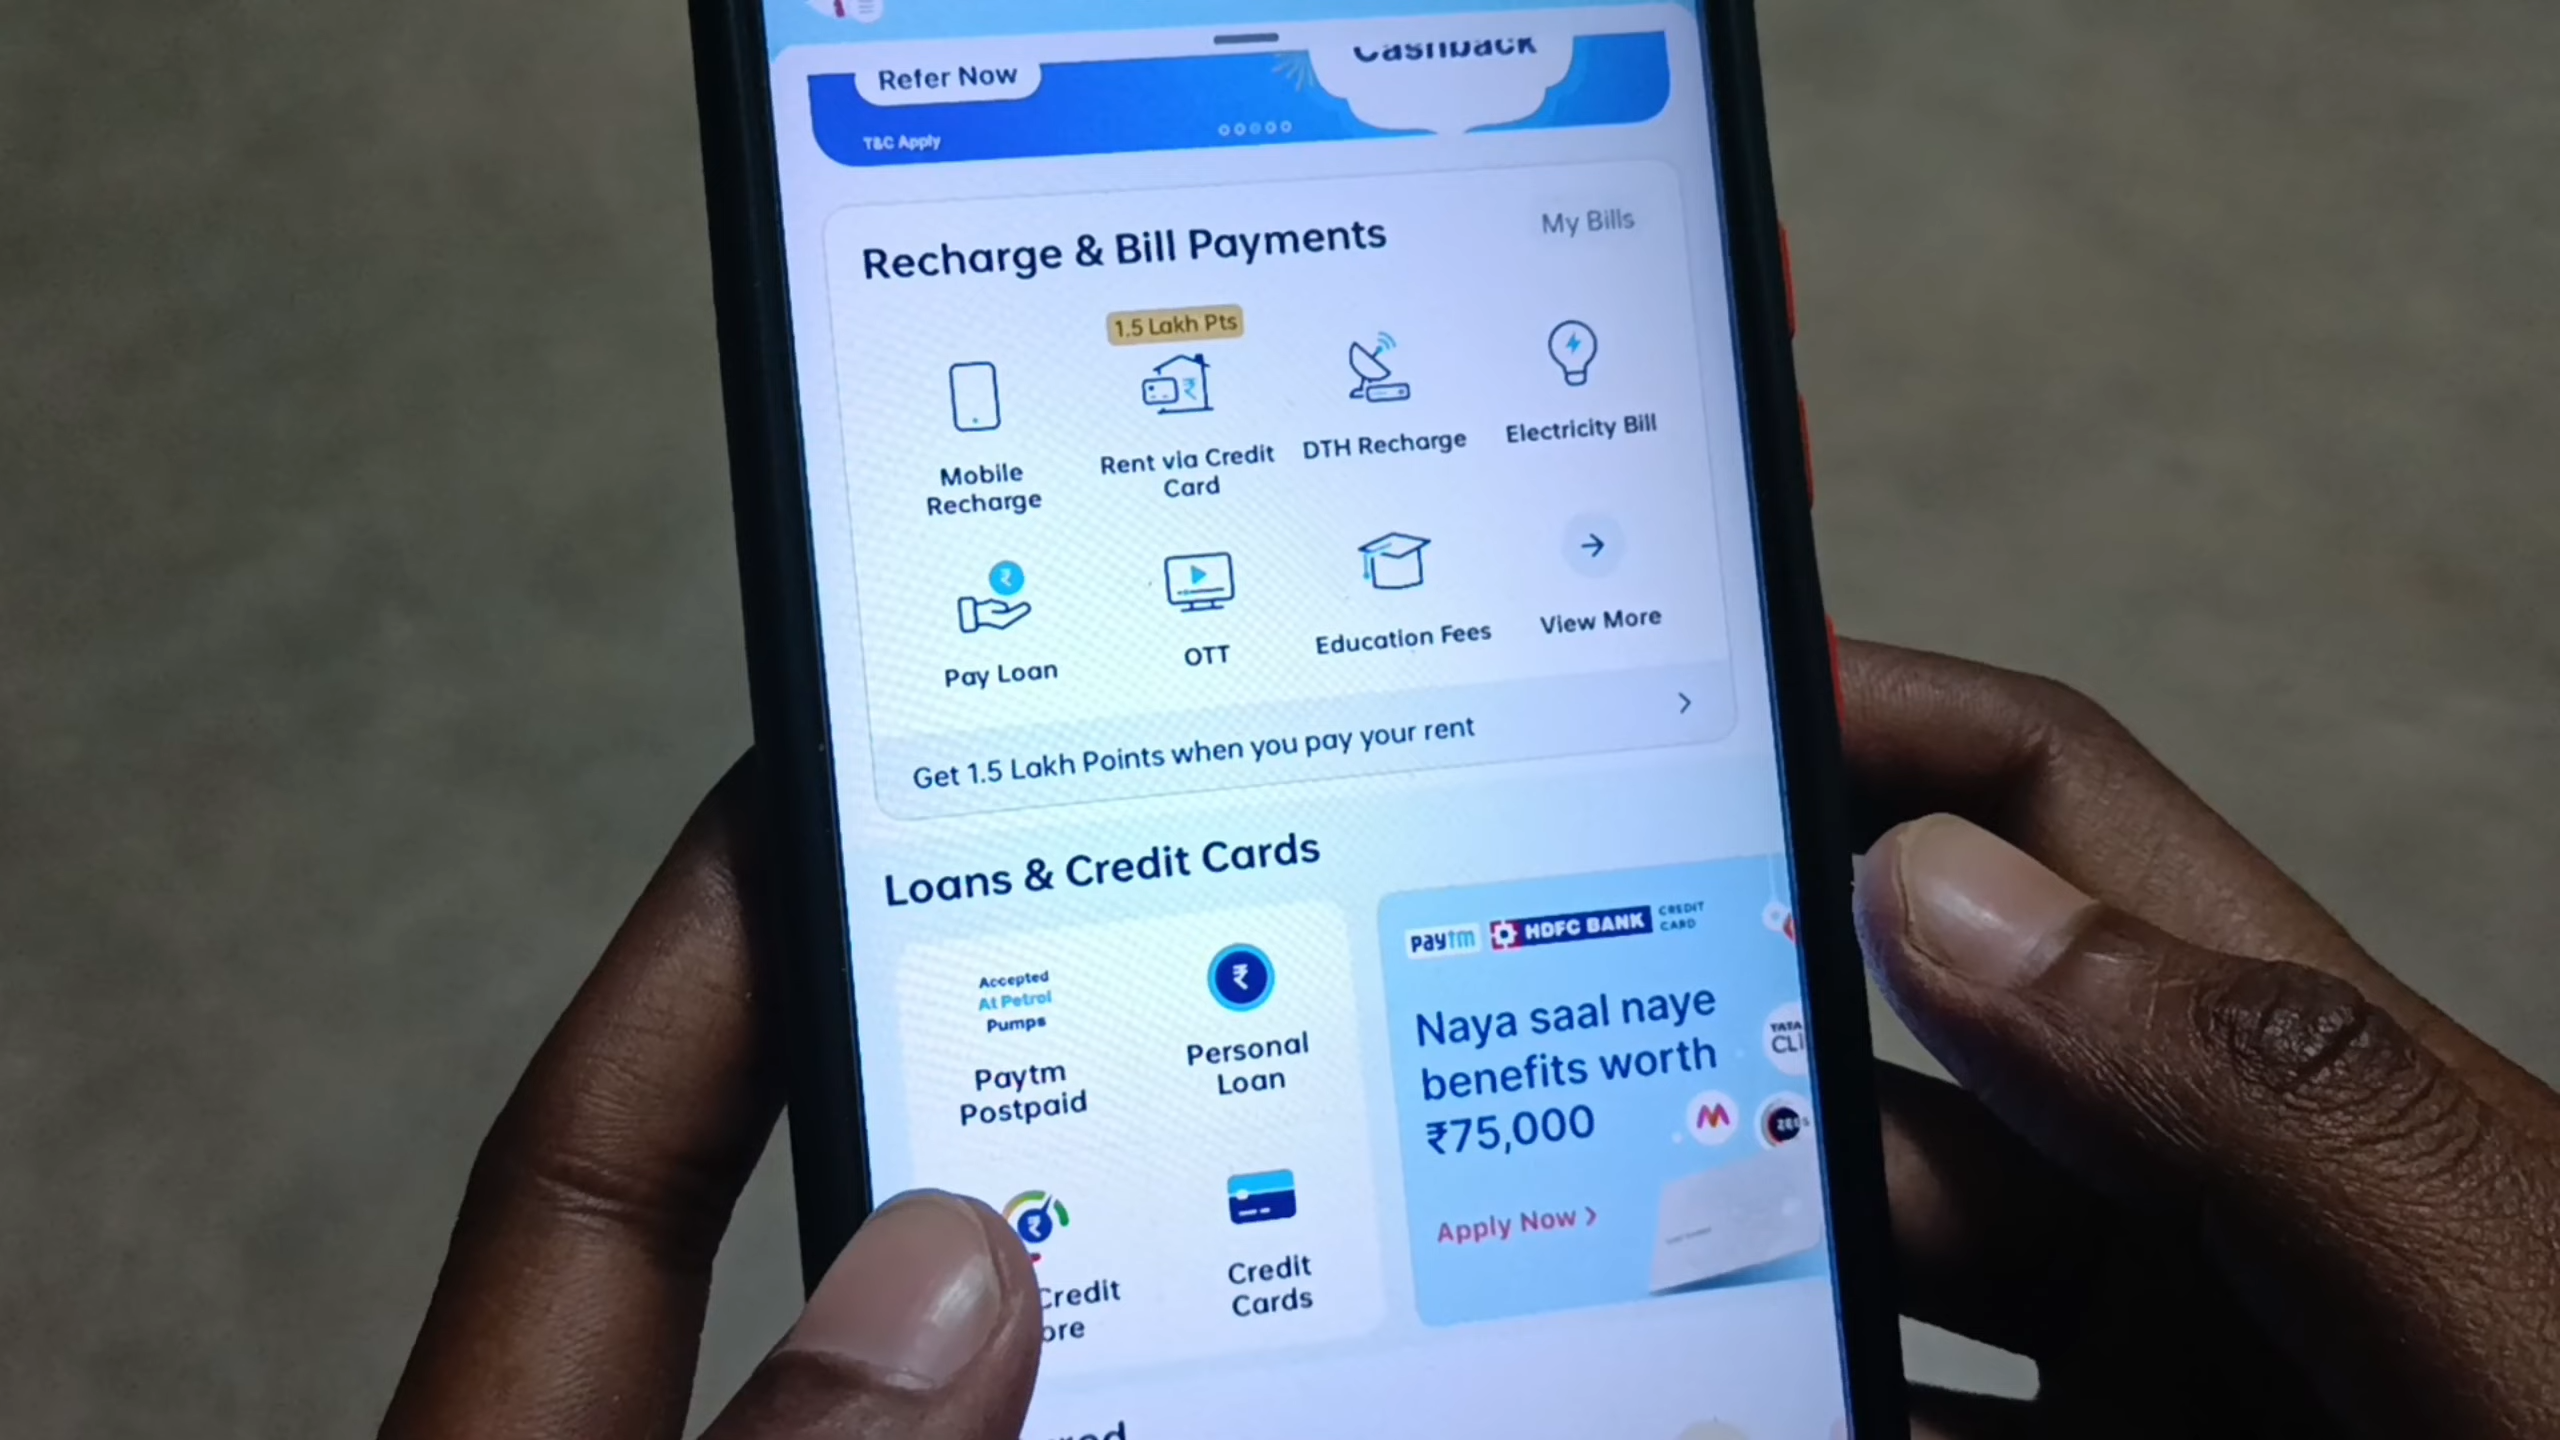 Refer Now
Cashback
T&C Apply
Recharge & Bill Payments
My Bills
1.5 Lakh Pts
Mobile
Recharge
Rent via Credit
Card
DTH Recharge
Electricity Bill
Pay Loan
OTT
Education Fees
View More
Get 1.5 Lakh Points when you pay your rent
Loans & Credit Cards
Accepted
At Petrol
Pumps
Paytm
Postpaid
Personal
Loan
Credit
ore
Credit
Cards
paytm HDFC BANK CREDIT
CARD
Naya saal naye
benefits worth
₹75,000
Apply Now >
TATA
CLi